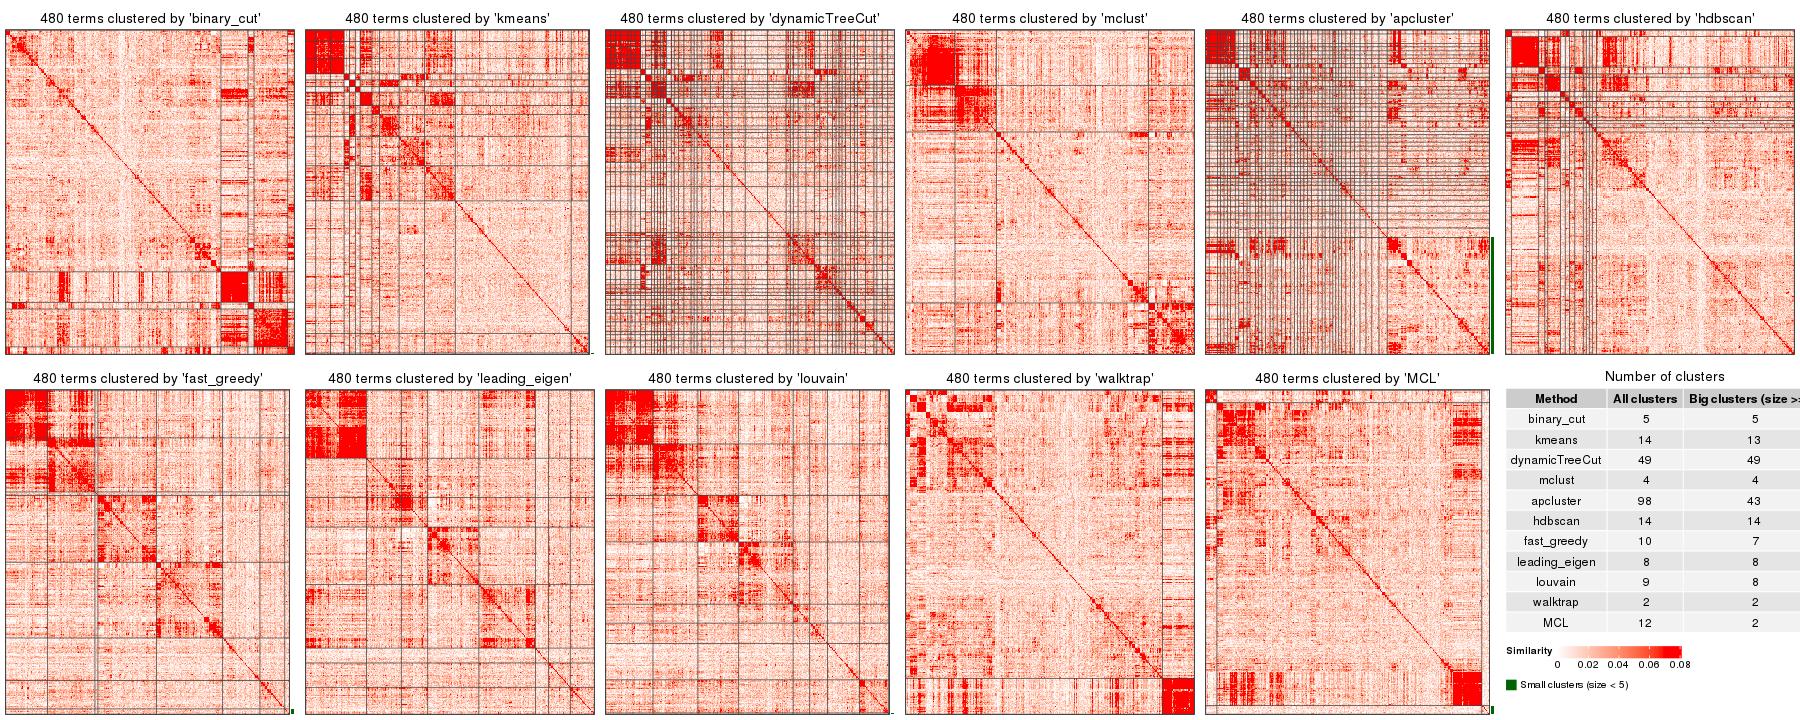 480 terms clustered by 'binary_cut'
480 terms clustered by 'kmeans'
480 terms clustered by 'dynamicTreeCut'
480 terms clustered by 'mclust'
480 terms clustered by 'apcluster'
480 terms clustered by 'hdbscan'
480 terms clustered by 'fast_greedy'
480 terms clustered by 'leading_eigen'
480 terms clustered by 'louvain'
480 terms clustered by 'walktrap'
480 terms clustered by 'MCL'
Number of clusters
Method All clusters Big clusters (size >=
binary_cut 5 5
kmeans 14 13
dynamicTreeCut 49 49
mclust 4 4
apcluster 98 43
hdbscan 14 14
fast_greedy 10 7
leading_eigen 8 8
louvain 9 8
walktrap 2 2
MCL 12 2
Similarity
0 0.02 0.04 0.06 0.08
Small clusters (size < 5)